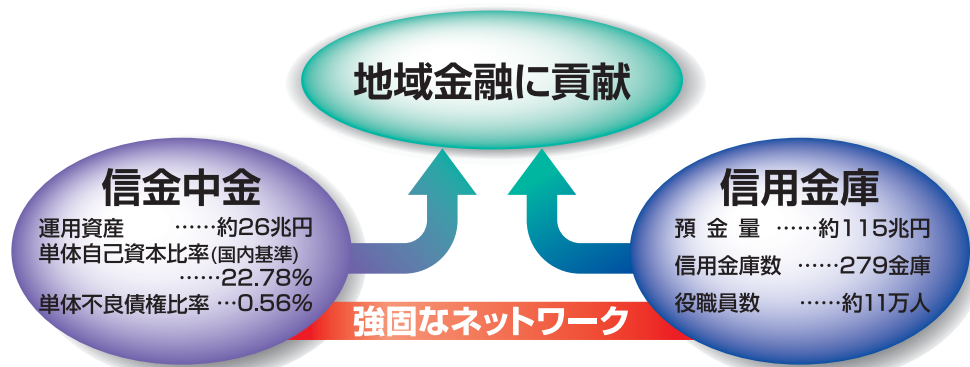 地域金融に貢献
信金中金
運用資産 ……約26兆円
単体自己資本比率(国内基準)
……22.78%
単体不良債権比率 …0.56%
信用金庫
預金量 ……約115兆円
信用金庫数 ……279金庫
役職員数 ……約11万人
強固なネットワーク